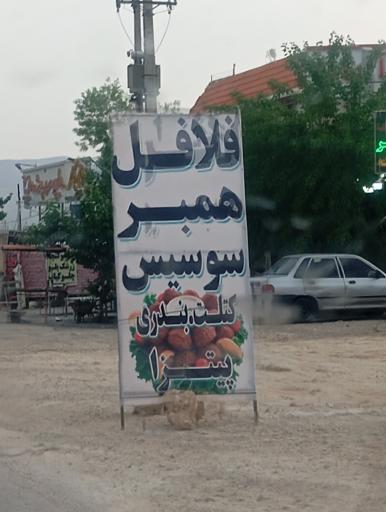 فلافل
همبر
سوسیس
کتلت بندری
پیتزا